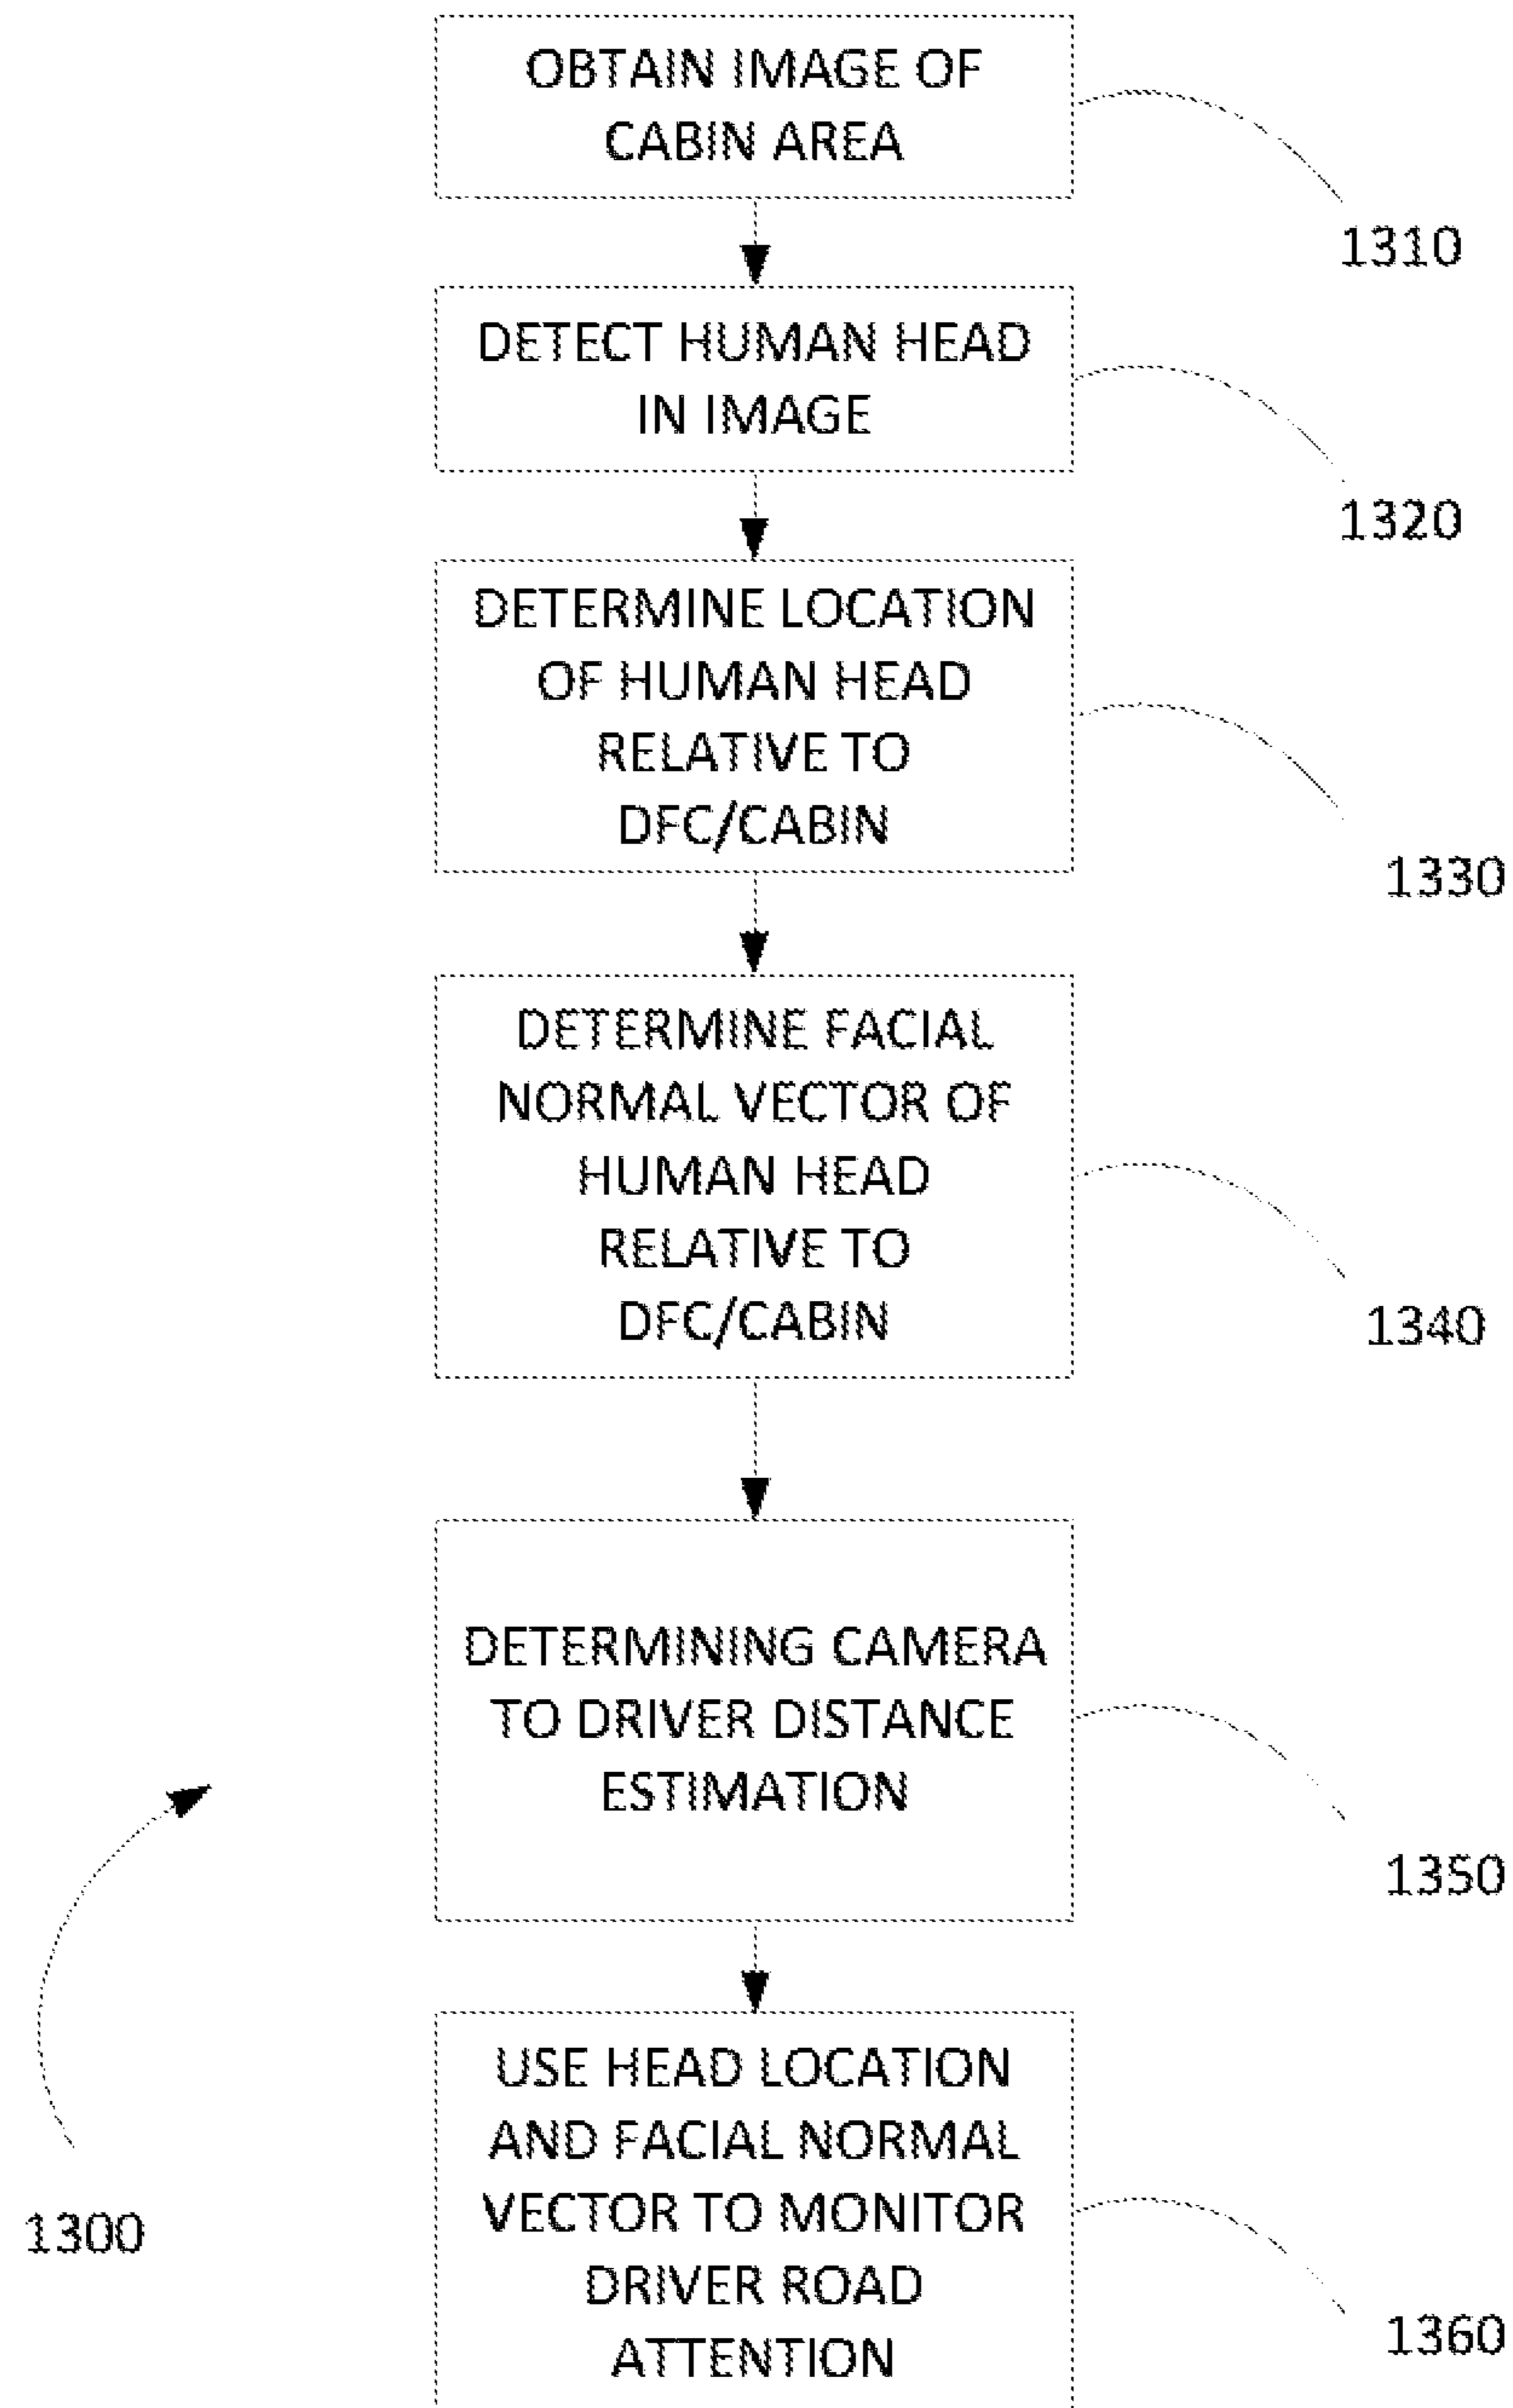 OBTAIN IMAGE OF
CABIN AREA
1310
DETECT HUMAN HEAD
IN IMAGE
1320
DETERMINE LOCATION
OF HUMAN HEAD
RELATIVE TO
DFC/CABIN
1330
DETERMINE FACIAL
NORMAL VECTOR OF
HUMAN HEAD
RELATIVE TO
DFC/CABIN
1340
DETERMINING CAMERA
TO DRIVER DISTANCE
ESTIMATION
1350
USE HEAD LOCATION
AND FACIAL NORMAL
VECTOR TO MONITOR
DRIVER ROAD
ATTENTION
1360
1300